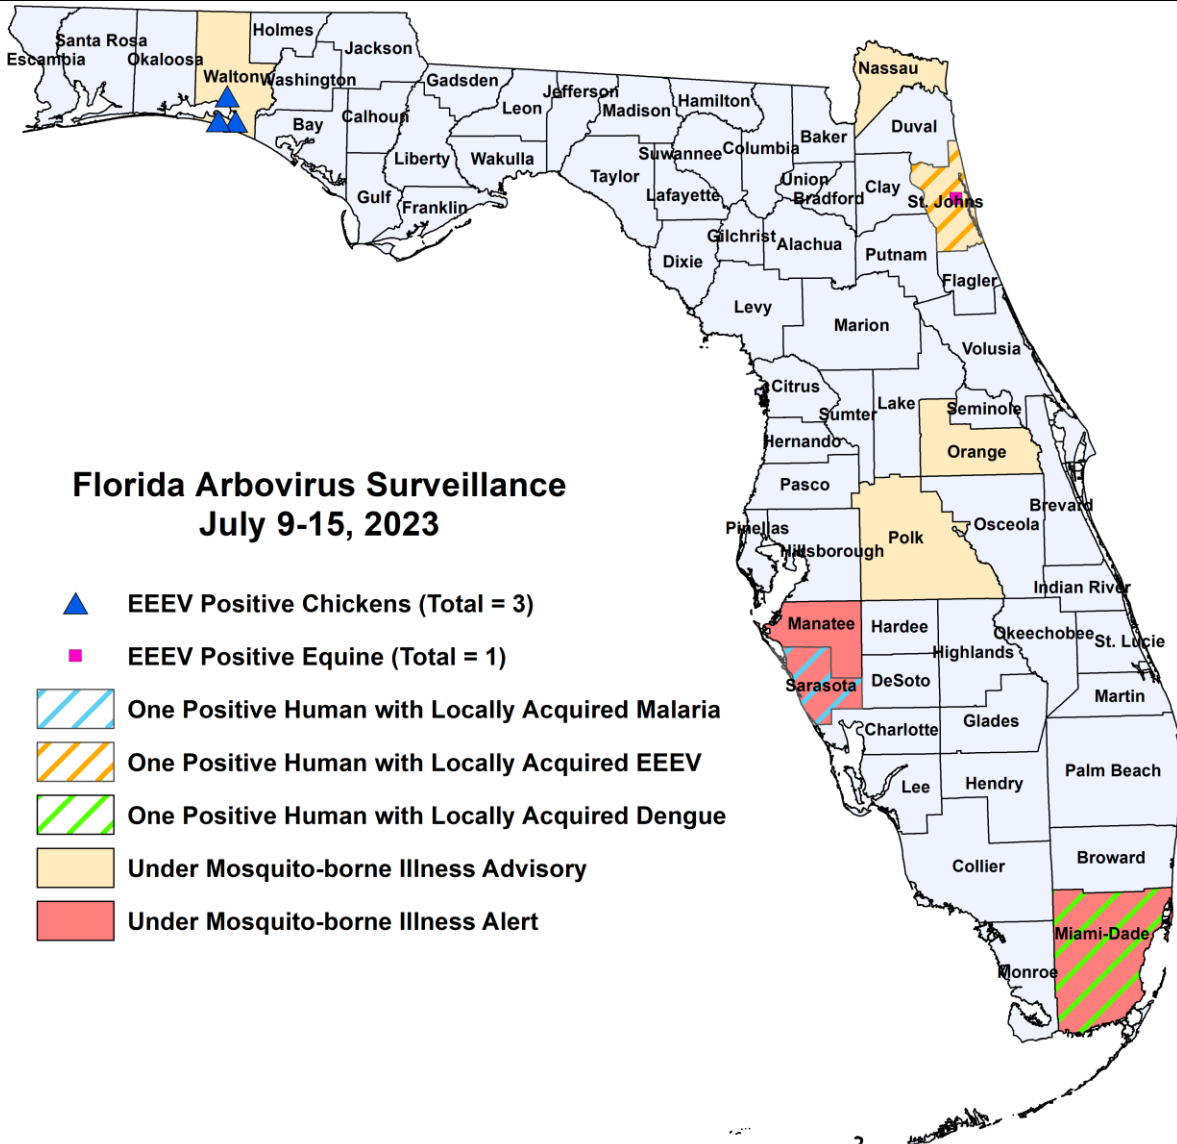 Holmes
Santa Rosa
Jackson
Escambia
Okaloosa
Walton
Washington
Gadsden
Nassau
Jefferson
Leon
Madison
Hamilton
Calhoun
Bay
Duval
Baker
Columbia
Suwannee
Liberty
Wakulla
Taylor
Union
Clay
Lafayette
Bradford
Gulf
Franklin
St. Johns
Gilchrist
Alachua
Putnam
Dixie
Flagler
Levy
Marion
Volusia
Citrus
Lake
Sumter
Seminole
Hernando
Orange
Pasco
Brevard
Pinellas
Osceola
Polk
Hillsborough
Indian River
Manatee
Hardee
Okeechobee
St. Lucie
Highlands
Sarasota
DeSoto
Martin
Charlotte
Glades
Palm Beach
Lee
Hendry
Broward
Collier
Miami-Dade
Monroe
Florida Arbovirus Surveillance
July 9-15, 2023
EEEV Positive Chickens (Total = 3)
EEEV Positive Equine (Total = 1)
One Positive Human with Locally Acquired Malaria
One Positive Human with Locally Acquired EEEV
One Positive Human with Locally Acquired Dengue
Under Mosquito-borne Illness Advisory
Under Mosquito-borne Illness Alert